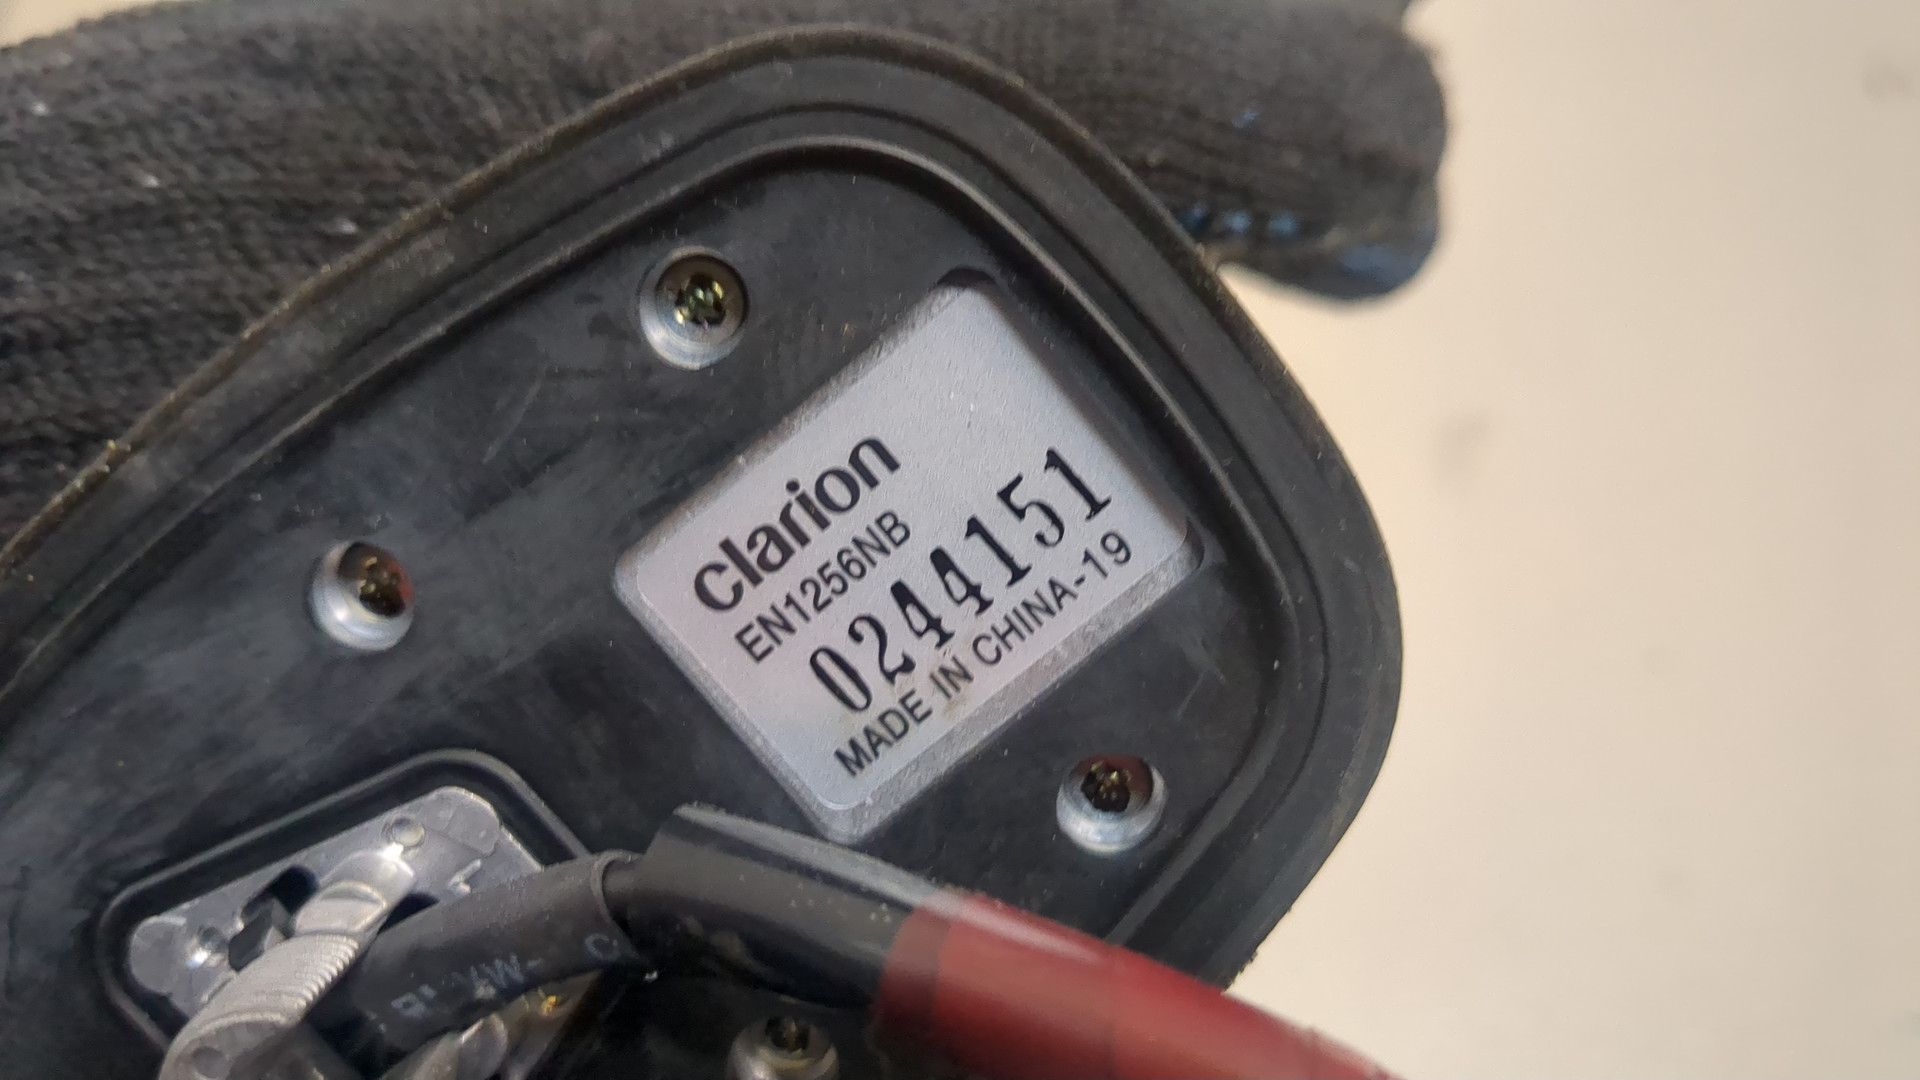 clarion
EN1256NB
0244151
MADE IN CHINA-19